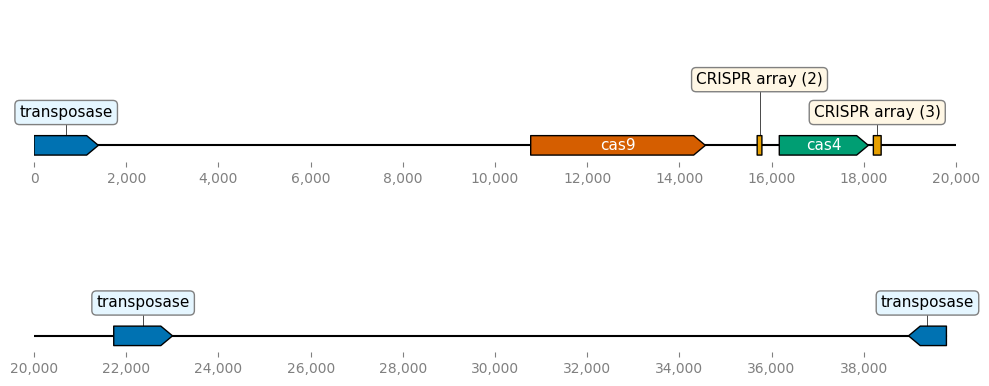 CRISPR array (2)
transposase CRISPR array (3)
cas9 cas4
0 2,000 4,000 6,000 8,000 10,000 12,000 14,000 16,000 18,000 20,000
transposase transposase
20,000 22,000 24,000 26,000 28,000 30,000 32,000 34,000 36,000 38,000